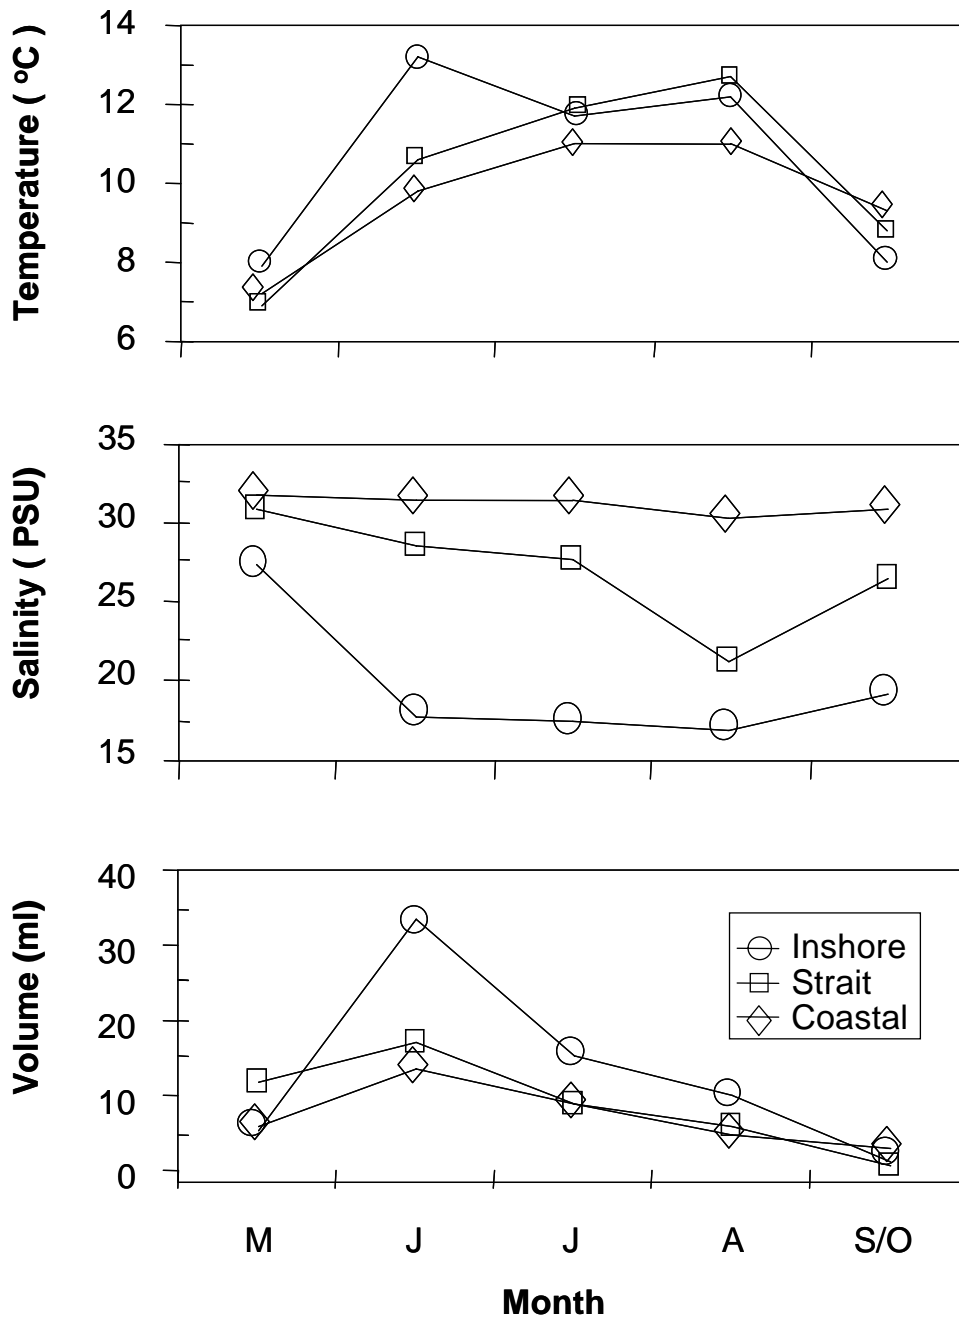 Temperature ( ºC )
14
12
10
8
6
Salinity ( PSU)
35
30
25
20
15
Volume (ml)
40
30
20
10
0
Inshore
Strait
Coastal
M J J A S/O
Month